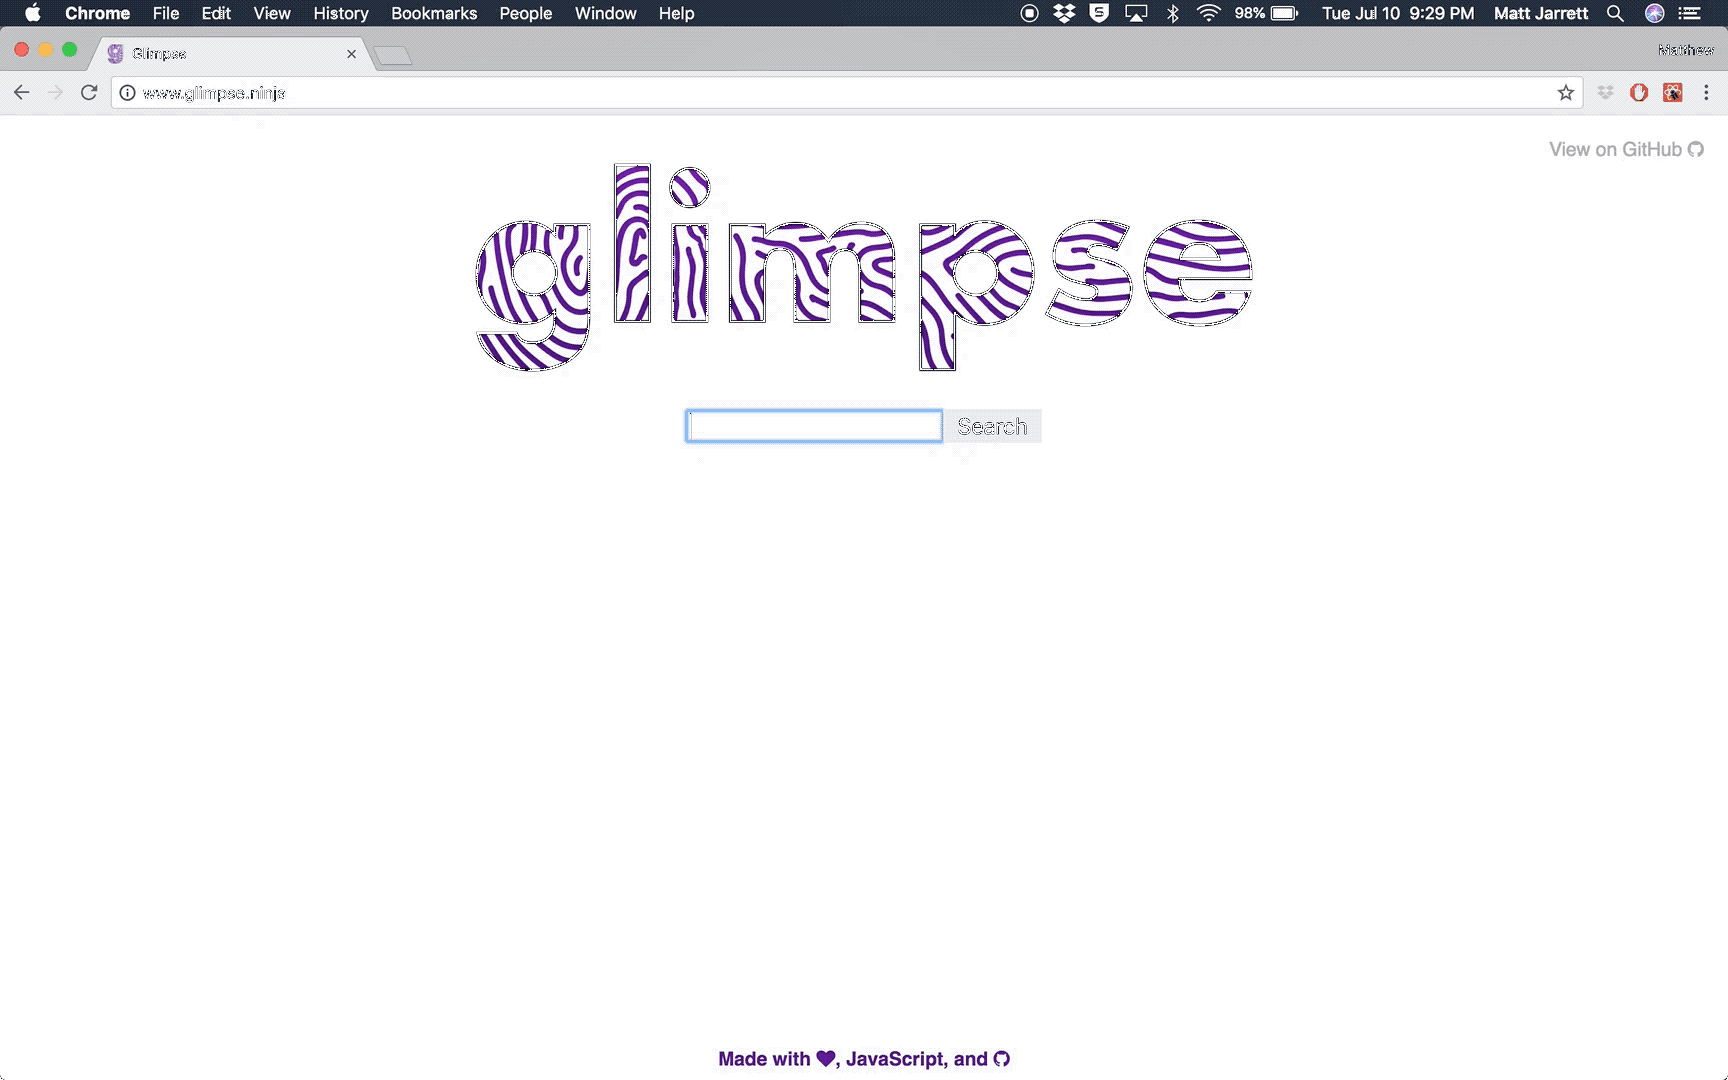 Chrome File Edit View History Bookmarks People Window Help 98% Tue Jul 10 9:29 PM Matt Jarrett
Glimpse Matthew
www.glimpse.ninja
View on GitHub
glimpse
Search
Made with ♥, JavaScript, and